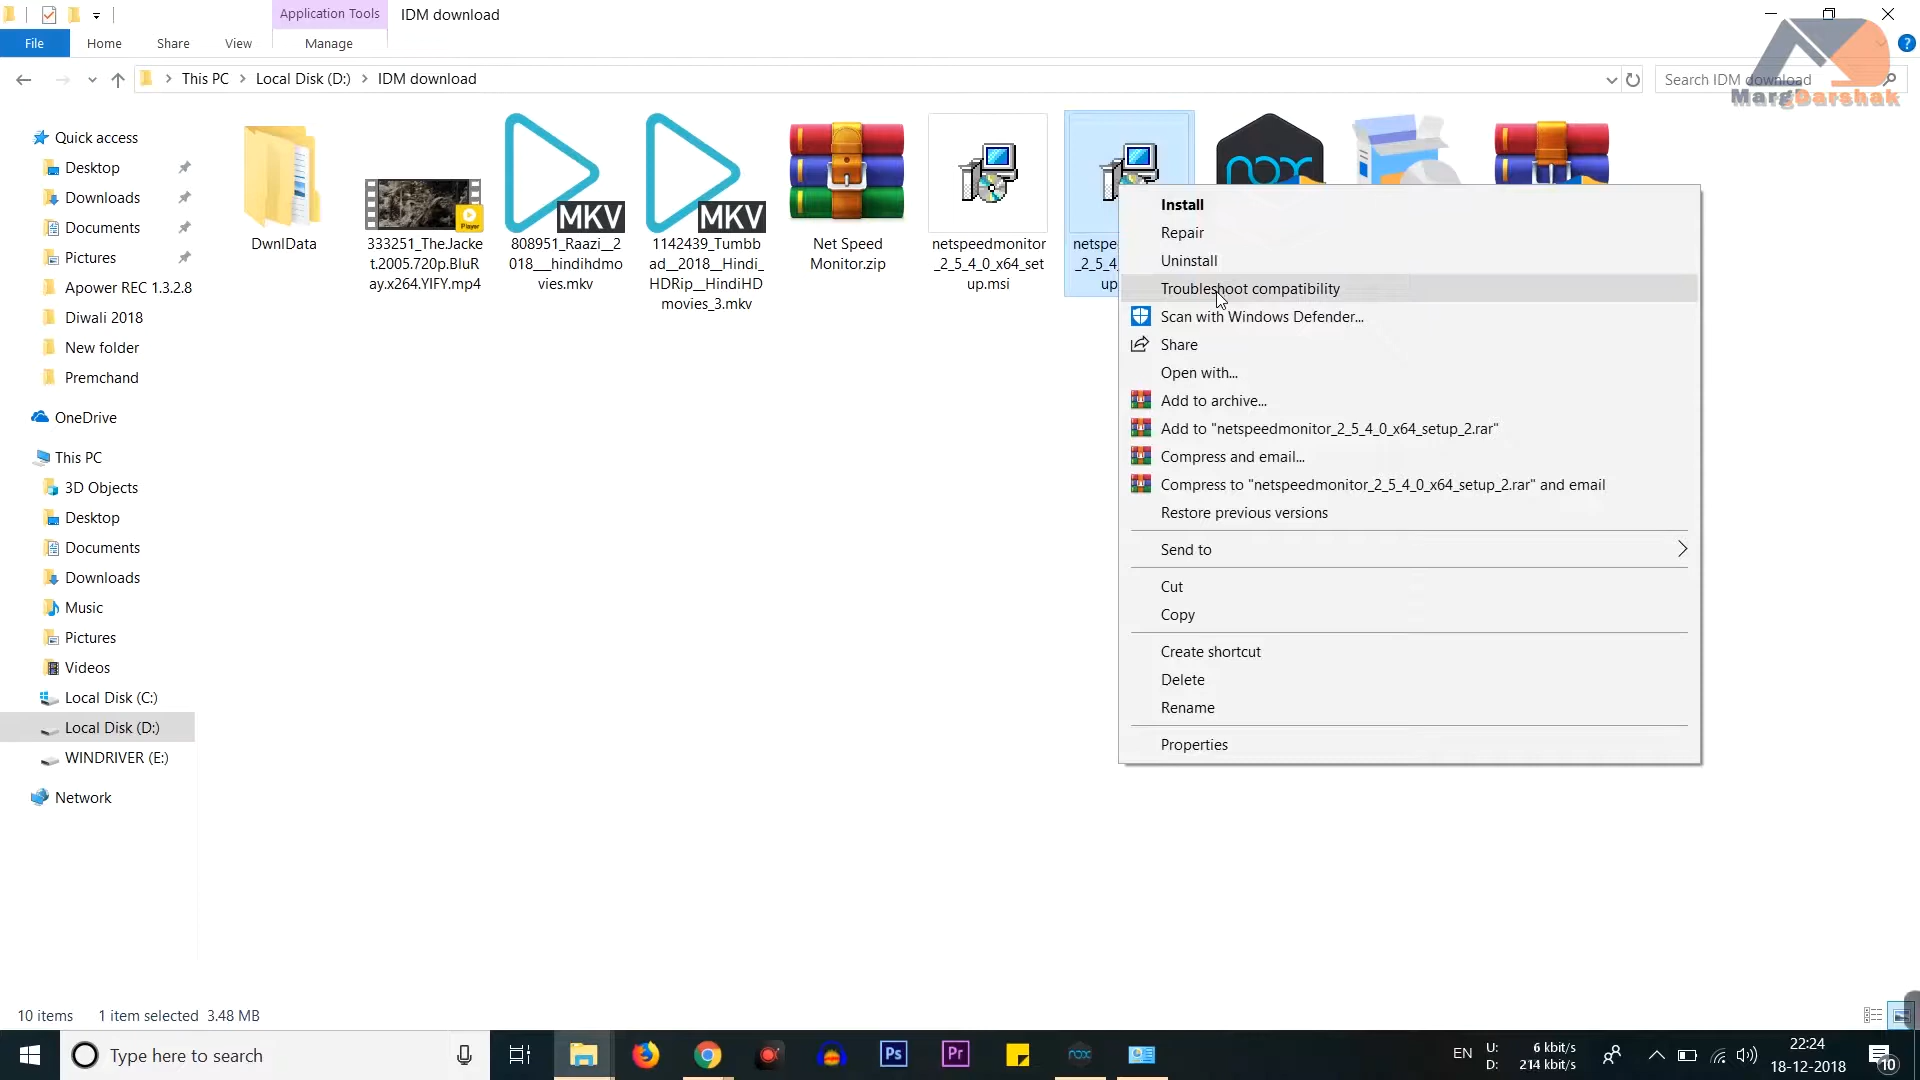 Application Tools
IDM download
File
Home
Share
View
Manage
This PC
Local Disk (D:)
IDM download
Search IDM download
MargDarshak
Quick access
Desktop
Downloads
Documents
Pictures
Apower REC 1.3.2.8
Diwali 2018
New folder
Premchand
OneDrive
This PC
3D Objects
Desktop
Documents
Downloads
Music
Pictures
Videos
Local Disk (C:)
Local Disk (D:)
WINDRIVER (E:)
Network
DwnlData
Player
333251_TheJacke
t.2005.720p.BluR
ay.x264.YIFY.mp4
MKV
808951_Raazi__2
018___hindihdmo
vies.mkv
MKV
1142439_Tumbb
ad__2018__Hindi_
HDRip__HindiHD
movies_3.mkv
Net Speed
Monitor.zip
netspeedmonitor
_2_5_4_0_x64_set
up.msi
netspe
_2_5_4_
up
nox
Install
Repair
Uninstall
Troubleshoot compatibility
Scan with Windows Defender...
Share
Open with...
Add to archive...
Add to "netspeedmonitor_2_5_4_0_x64_setup_2.rar"
Compress and email...
Compress to "netspeedmonitor_2_5_4_0_x64_setup_2.rar" and email
Restore previous versions
Send to
Cut
Copy
Create shortcut
Delete
Rename
Properties
10 items
1 item selected 3.48 MB
Type here to search
Ps
Pr
nox
EN
U: 6 kbit/s
D: 214 kbit/s
22:24
18-12-2018
10